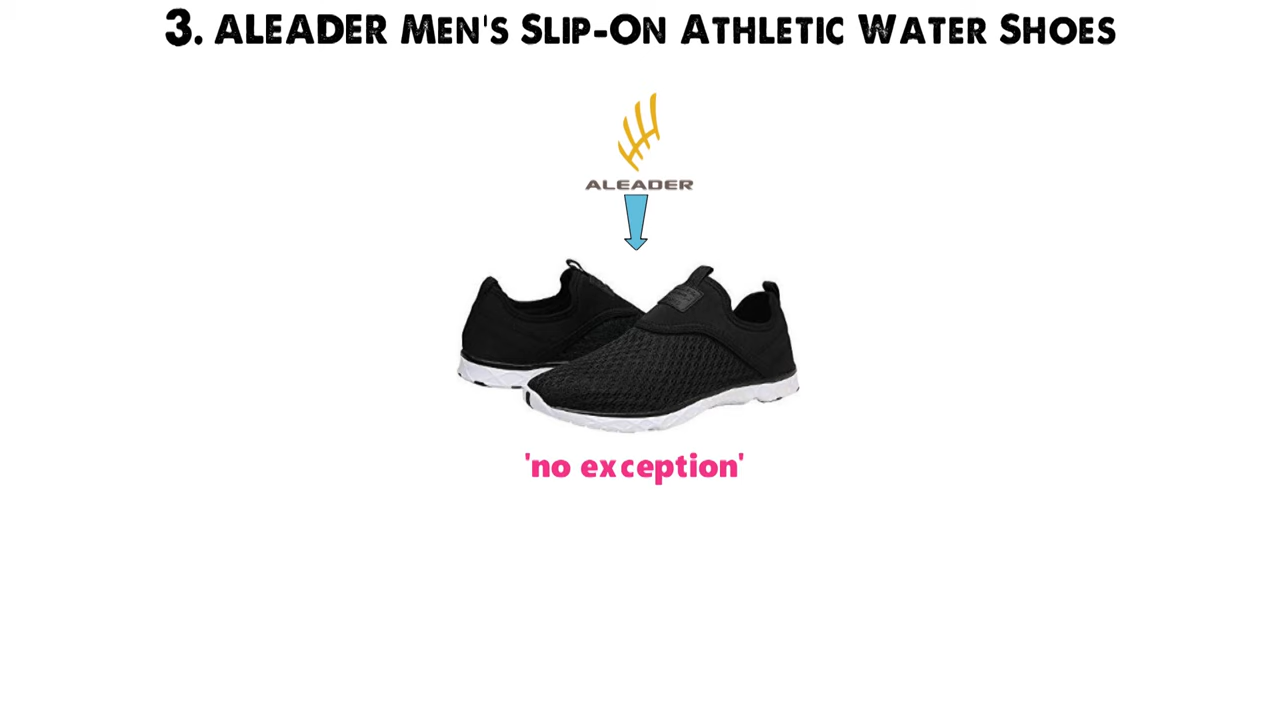 3. ALEADER Men's Slip-On Athletic Water Shoes
ALEADER
'no exception'